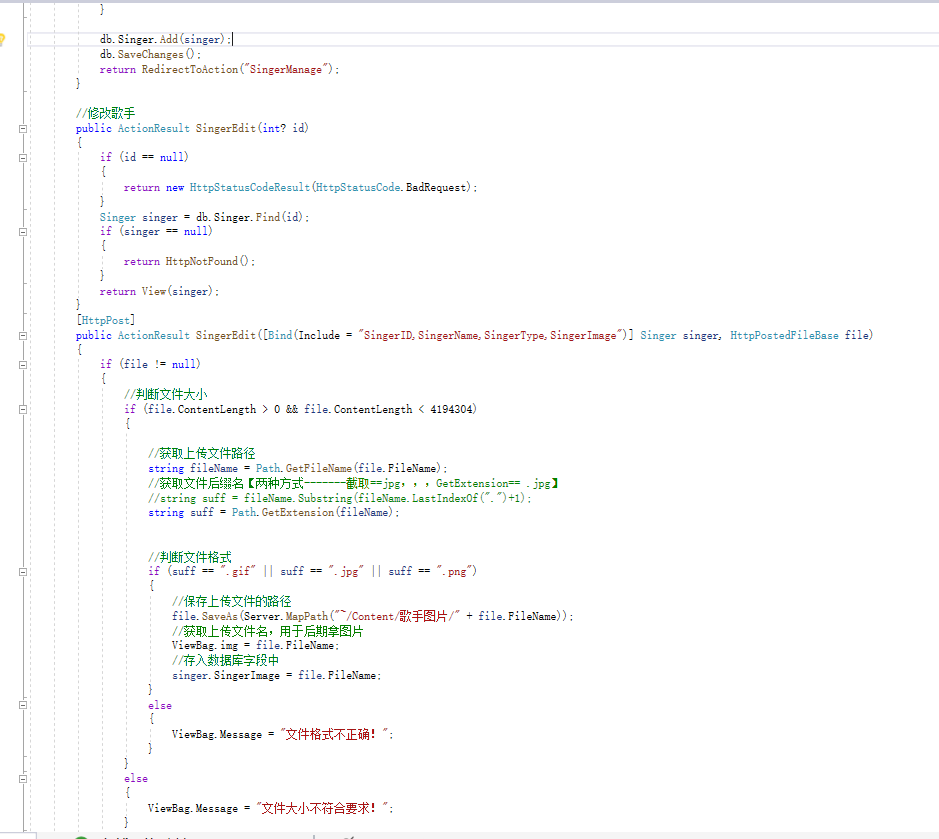 }
db.Singer.Add(singer);
db.SaveChanges();
return RedirectToAction("SingerManage");
}
//修改歌手
public ActionResult SingerEdit(int? id)
{
if (id == null)
{
return new HttpStatusCodeResult(HttpStatusCode.BadRequest);
}
Singer singer = db.Singer.Find(id);
if (singer == null)
{
return HttpNotFound();
}
return View(singer);
}
[HttpPost]
public ActionResult SingerEdit([Bind(Include = "SingerID,SingerName,SingerType,SingerImage")] Singer singer, HttpPostedFileBase file)
{
if (file != null)
{
//判断文件大小
if (file.ContentLength > 0 && file.ContentLength < 4194304)
{
//获取上传文件路径
string fileName = Path.GetFileName(file.FileName);
//获取文件后缀名【两种方式-------截取==jpg，，，GetExtension== .jpg】
//string suff = fileName.Substring(fileName.LastIndexOf(".")+1);
string suff = Path.GetExtension(fileName);
//判断文件格式
if (suff == ".gif" || suff == ".jpg" || suff == ".png")
{
//保存上传文件的路径
file.SaveAs(Server.MapPath("~/Content/歌手图片/" + file.FileName));
//获取上传文件名，用于后期拿图片
ViewBag.img = file.FileName;
//存入数据库字段中
singer.SingerImage = file.FileName;
}
else
{
ViewBag.Message = "文件格式不正确！";
}
}
else
{
ViewBag.Message = "文件大小不符合要求！";
}